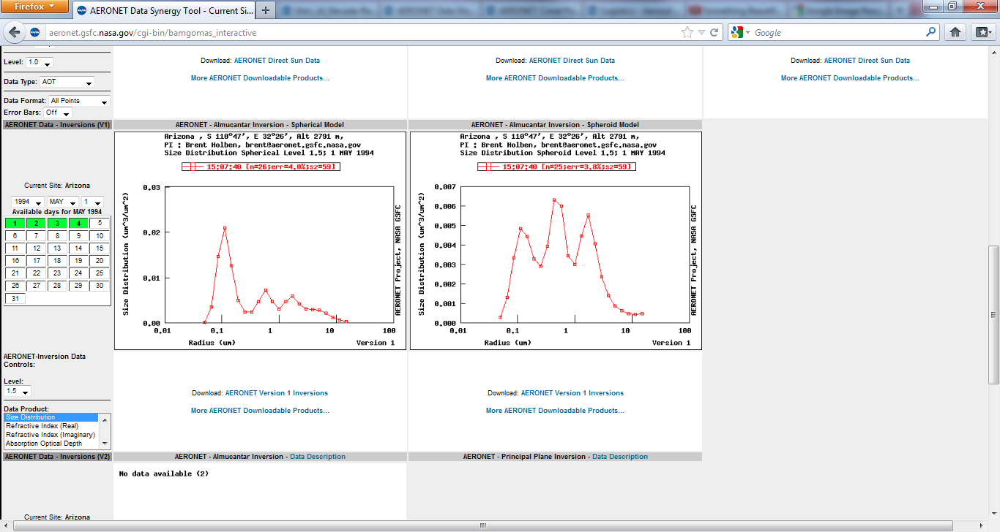 Firefox
AERONET Data Synergy Tool - Current Si...
aeronet.gsfc.nasa.gov/cgi-bin/bamgomas_interactive
Google
Level: 1.0
Data Type: AOT
Data Format: All Points
Error Bars: Off
Download: AERONET Direct Sun Data
More AERONET Downloadable Products...
Download: AERONET Direct Sun Data
More AERONET Downloadable Products...
Download: AERONET Direct Sun Data
More AERONET Downloadable Products...
AERONET Data - Inversions (V1)
AERONET - Almucantar Inversion - Spherical Model
AERONET - Almucantar Inversion - Spheroid Model
Current Site: Arizona
1994 MAY 1
Available days for MAY 1994
1 2 3 4 5
6 7 8 9 10
11 12 13 14 15
16 17 18 19 20
21 22 23 24 25
26 27 28 29 30
31
Arizona , S 110°47', E 32°26', Alt 2791 m,
PI : Brent Holben, brent@aeronet.gsfc.nasa.gov
Size Distribution Spherical Level 1.5; 1 MAY 1994
15:07:40 [n=26;err=4.0%;sz=59]
Size Distribution (um^3/um^2)
0.03
0.02
0.01
0.00
0.01 0.1 1 10 100
Radius (um)
Version 1
AERONET Project, NASA GSFC
Arizona , S 110°47', E 32°26', Alt 2791 m,
PI : Brent Holben, brent@aeronet.gsfc.nasa.gov
Size Distribution Spheroid Level 1.5; 1 MAY 1994
15:07:40 [n=25;err=3.8%;sz=59]
Size Distribution (um^3/um^2)
0.007
0.006
0.005
0.004
0.003
0.002
0.001
0.000
0.01 0.1 1 10 100
Radius (um)
Version 1
AERONET Project, NASA GSFC
AERONET-Inversion Data
Controls:
Level:
1.5
Data Product:
Size Distribution
Refractive Index (Real)
Refractive Index (Imaginary)
Absorption Optical Depth
Download: AERONET Version 1 Inversions
More AERONET Downloadable Products...
Download: AERONET Version 1 Inversions
More AERONET Downloadable Products...
AERONET Data - Inversions (V2)
AERONET - Almucantar Inversion - Data Description
AERONET - Principal Plane Inversion - Data Description
No data available (2)
Current Site: Arizona